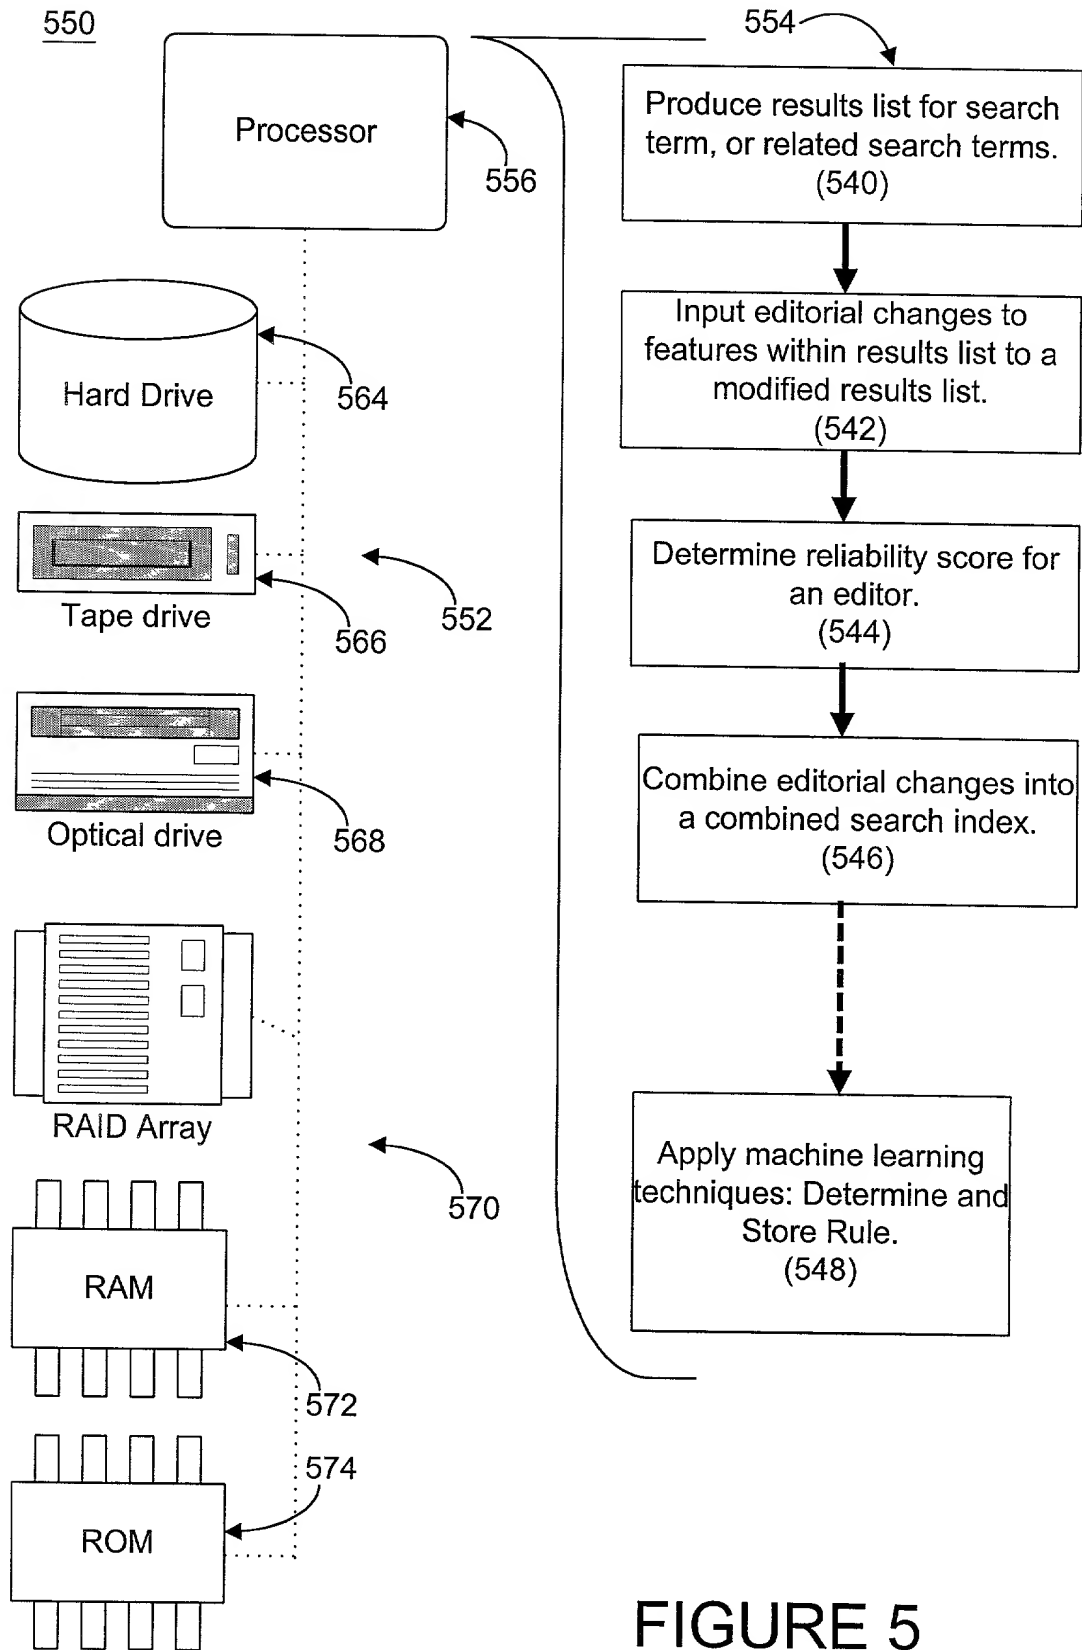 550
Processor
556
Hard Drive
564
Tape drive
566
552
Optical drive
568
RAID Array
570
RAM
572
574
ROM
554
Produce results list for search
term, or related search terms.
(540)
Input editorial changes to
features within results list to a
modified results list.
(542)
Determine reliability score for
an editor.
(544)
Combine editorial changes into
a combined search index.
(546)
Apply machine learning
techniques: Determine and
Store Rule.
(548)
FIGURE 5